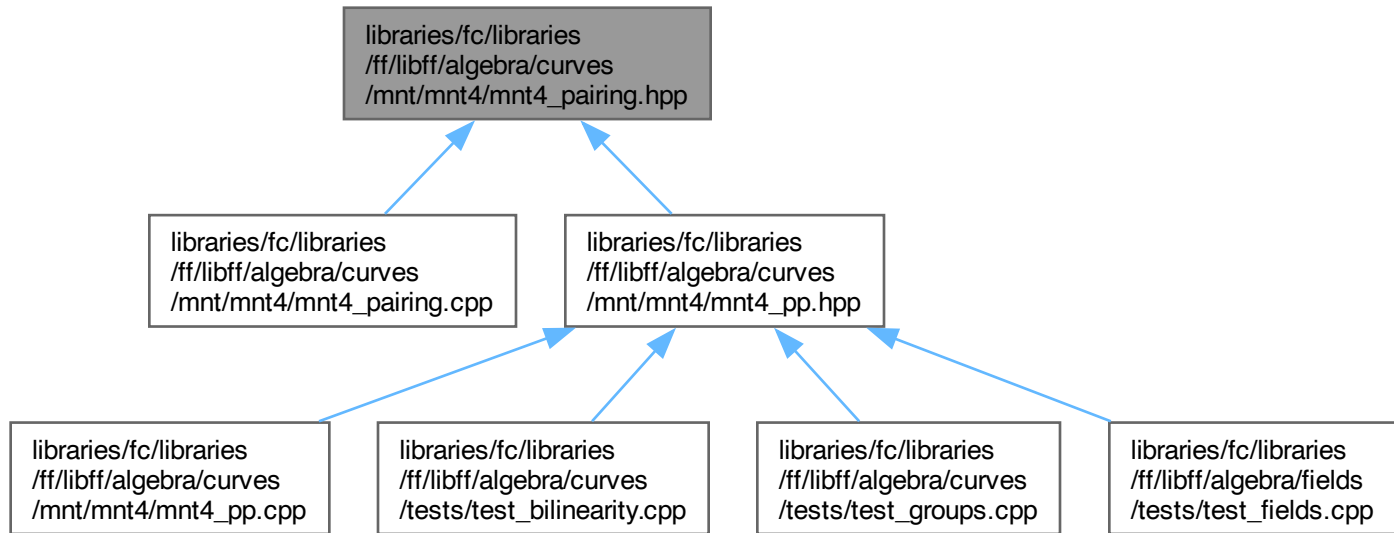 libraries/fc/libraries
/ff/libff/algebra/curves
/mnt/mnt4/mnt4_pairing.hpp
libraries/fc/libraries
/ff/libff/algebra/curves
/mnt/mnt4/mnt4_pairing.cpp
libraries/fc/libraries
/ff/libff/algebra/curves
/mnt/mnt4/mnt4_pp.hpp
libraries/fc/libraries
/ff/libff/algebra/curves
/mnt/mnt4/mnt4_pp.cpp
libraries/fc/libraries
/ff/libff/algebra/curves
/tests/test_bilinearity.cpp
libraries/fc/libraries
/ff/libff/algebra/curves
/tests/test_groups.cpp
libraries/fc/libraries
/ff/libff/algebra/fields
/tests/test_fields.cpp